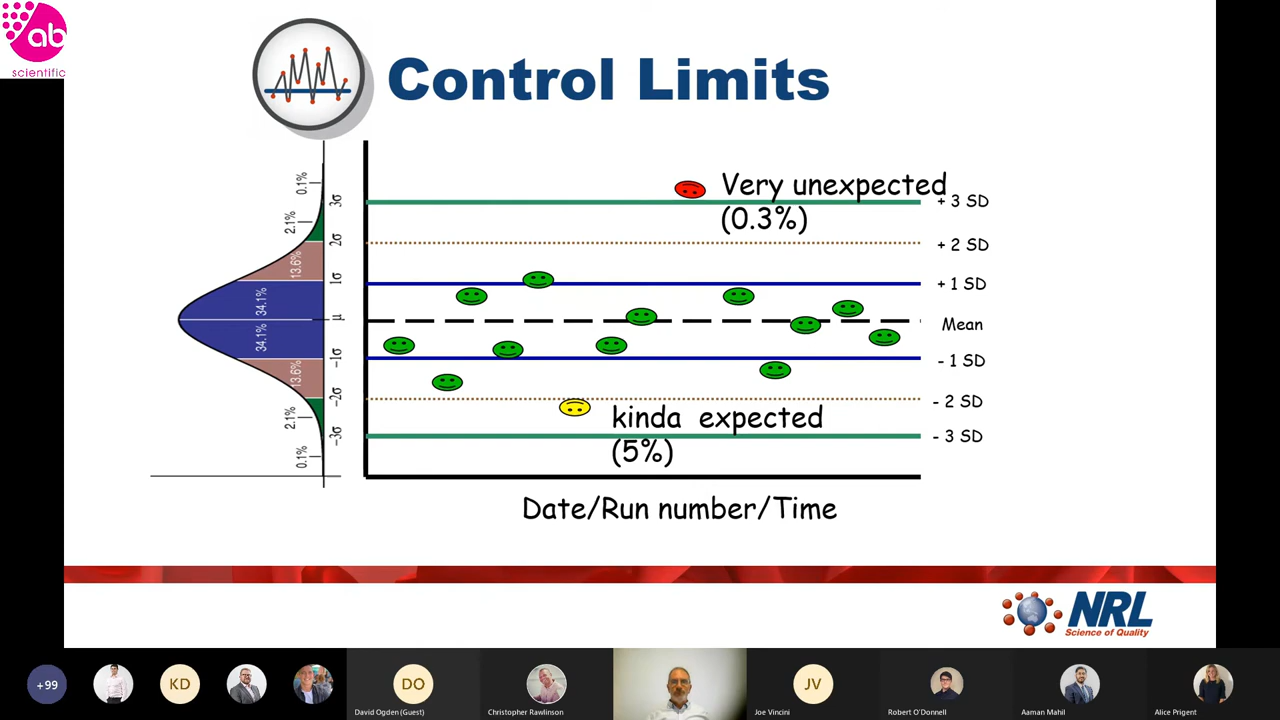 ab
scientific
Control Limits
0.1%
3σ
2.1%
2σ
13.6%
1σ
34.1%
μ
34.1%
-1σ
13.6%
-2σ
2.1%
-3σ
0.1%
Very unexpected
(0.3%)
+ 3 SD
+ 2 SD
+ 1 SD
Mean
- 1 SD
- 2 SD
kinda expected
- 3 SD
(5%)
Date/Run number/Time
NRL
Science of Quality
+99
KD
DO
JV
David Ogden (Guest)
Christopher Rawlinson
Joe Vincini
Robert O'Donnell
Aaman Mahil
Alice Prigent